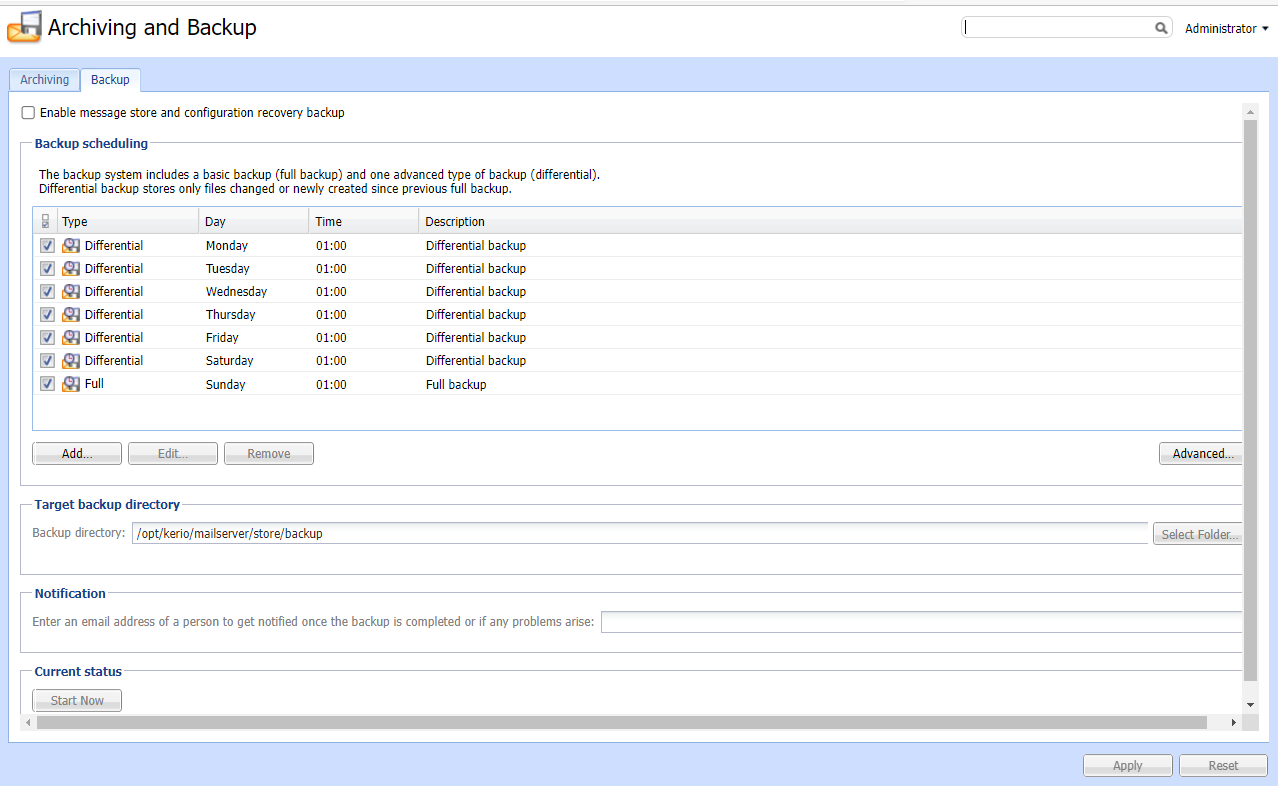 Archiving and Backup
Administrator
Archiving Backup
Enable message store and configuration recovery backup
Backup scheduling
The backup system includes a basic backup (full backup) and one advanced type of backup (differential).
Differential backup stores only files changed or newly created since previous full backup.
Type Day Time Description
Differential Monday 01:00 Differential backup
Differential Tuesday 01:00 Differential backup
Differential Wednesday 01:00 Differential backup
Differential Thursday 01:00 Differential backup
Differential Friday 01:00 Differential backup
Differential Saturday 01:00 Differential backup
Full Sunday 01:00 Full backup
Add... Edit... Remove Advanced...
Target backup directory
Backup directory: /opt/kerio/mailserver/store/backup Select Folder...
Notification
Enter an email address of a person to get notified once the backup is completed or if any problems arise:
Current status
Start Now
Apply Reset